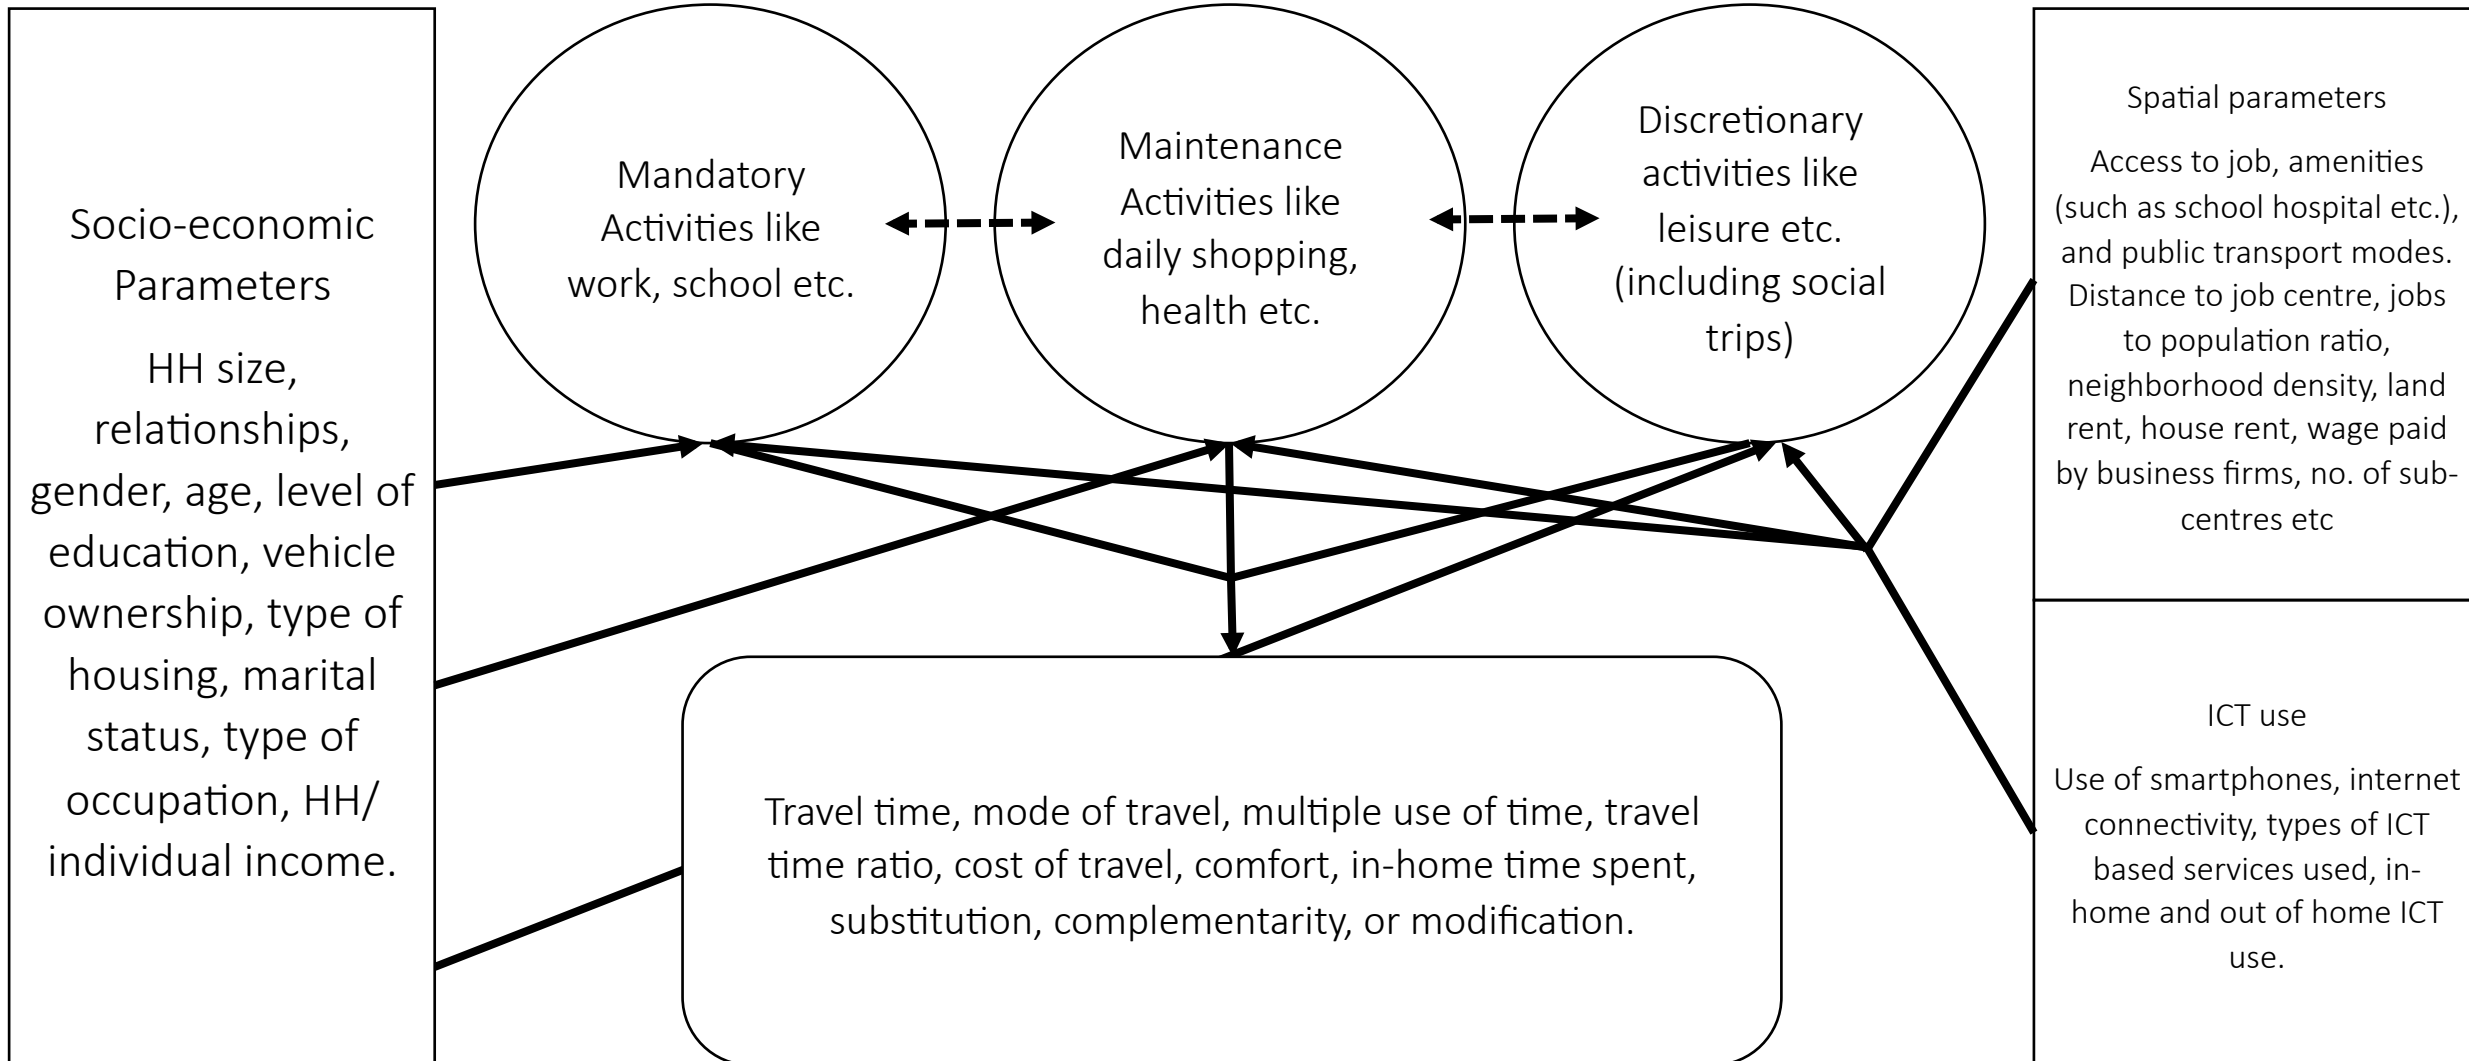 Socio-economic
Parameters
HH size,
relationships,
gender, age, level of
education, vehicle
ownership, type of
housing, marital
status, type of
occupation, HH/
individual income.
Mandatory
Activities like
work, school etc.
Maintenance
Activities like
daily shopping,
health etc.
Discretionary
activities like
leisure etc.
(including social
trips)
Spatial parameters
Access to job, amenities
(such as school hospital etc.),
and public transport modes.
Distance to job centre, jobs
to population ratio,
neighborhood density, land
rent, house rent, wage paid
by business firms, no. of sub-
centres etc
ICT use
Use of smartphones, internet
connectivity, types of ICT
based services used, in-
home and out of home ICT
use.
Travel time, mode of travel, multiple use of time, travel
time ratio, cost of travel, comfort, in-home time spent,
substitution, complementarity, or modification.